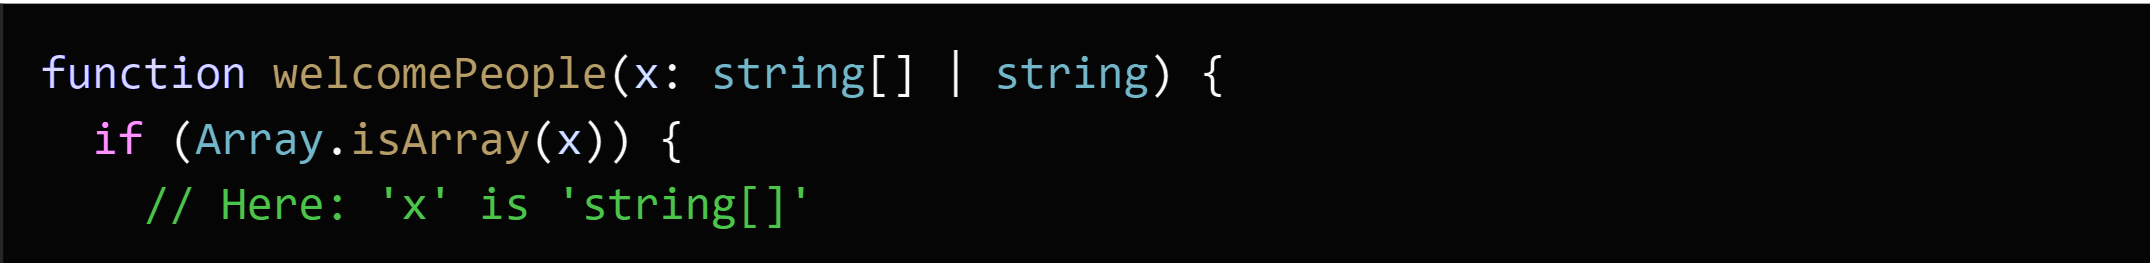 function welcomePeople(x: string[] | string) {
  if (Array.isArray(x)) {
    // Here: 'x' is 'string[]'